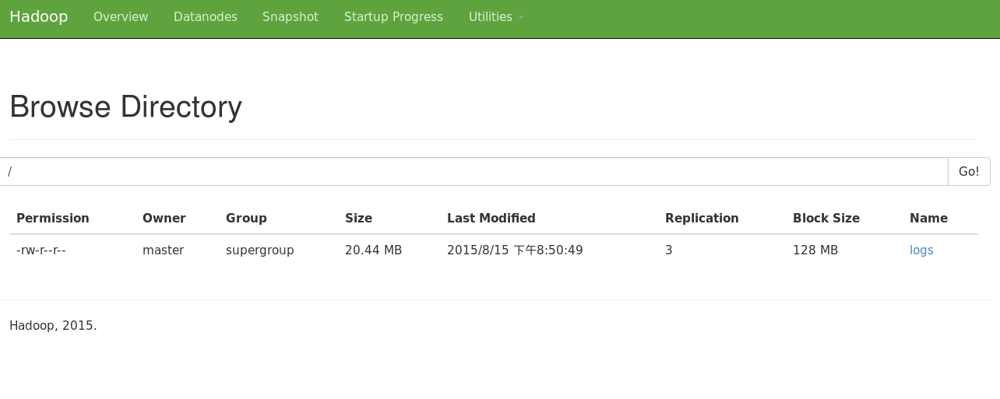 Hadoop Overview Datanodes Snapshot Startup Progress Utilities
Browse Directory
/ Go!
Permission Owner Group Size Last Modified Replication Block Size Name
-rw-r--r-- master supergroup 20.44 MB 2015/8/15 下午8:50:49 3 128 MB logs
Hadoop, 2015.